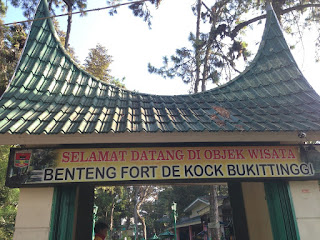 SELAMAT DATANG DI OBJEK WISATA
BENTENG FORT DE KOCK BUKITTINGGI